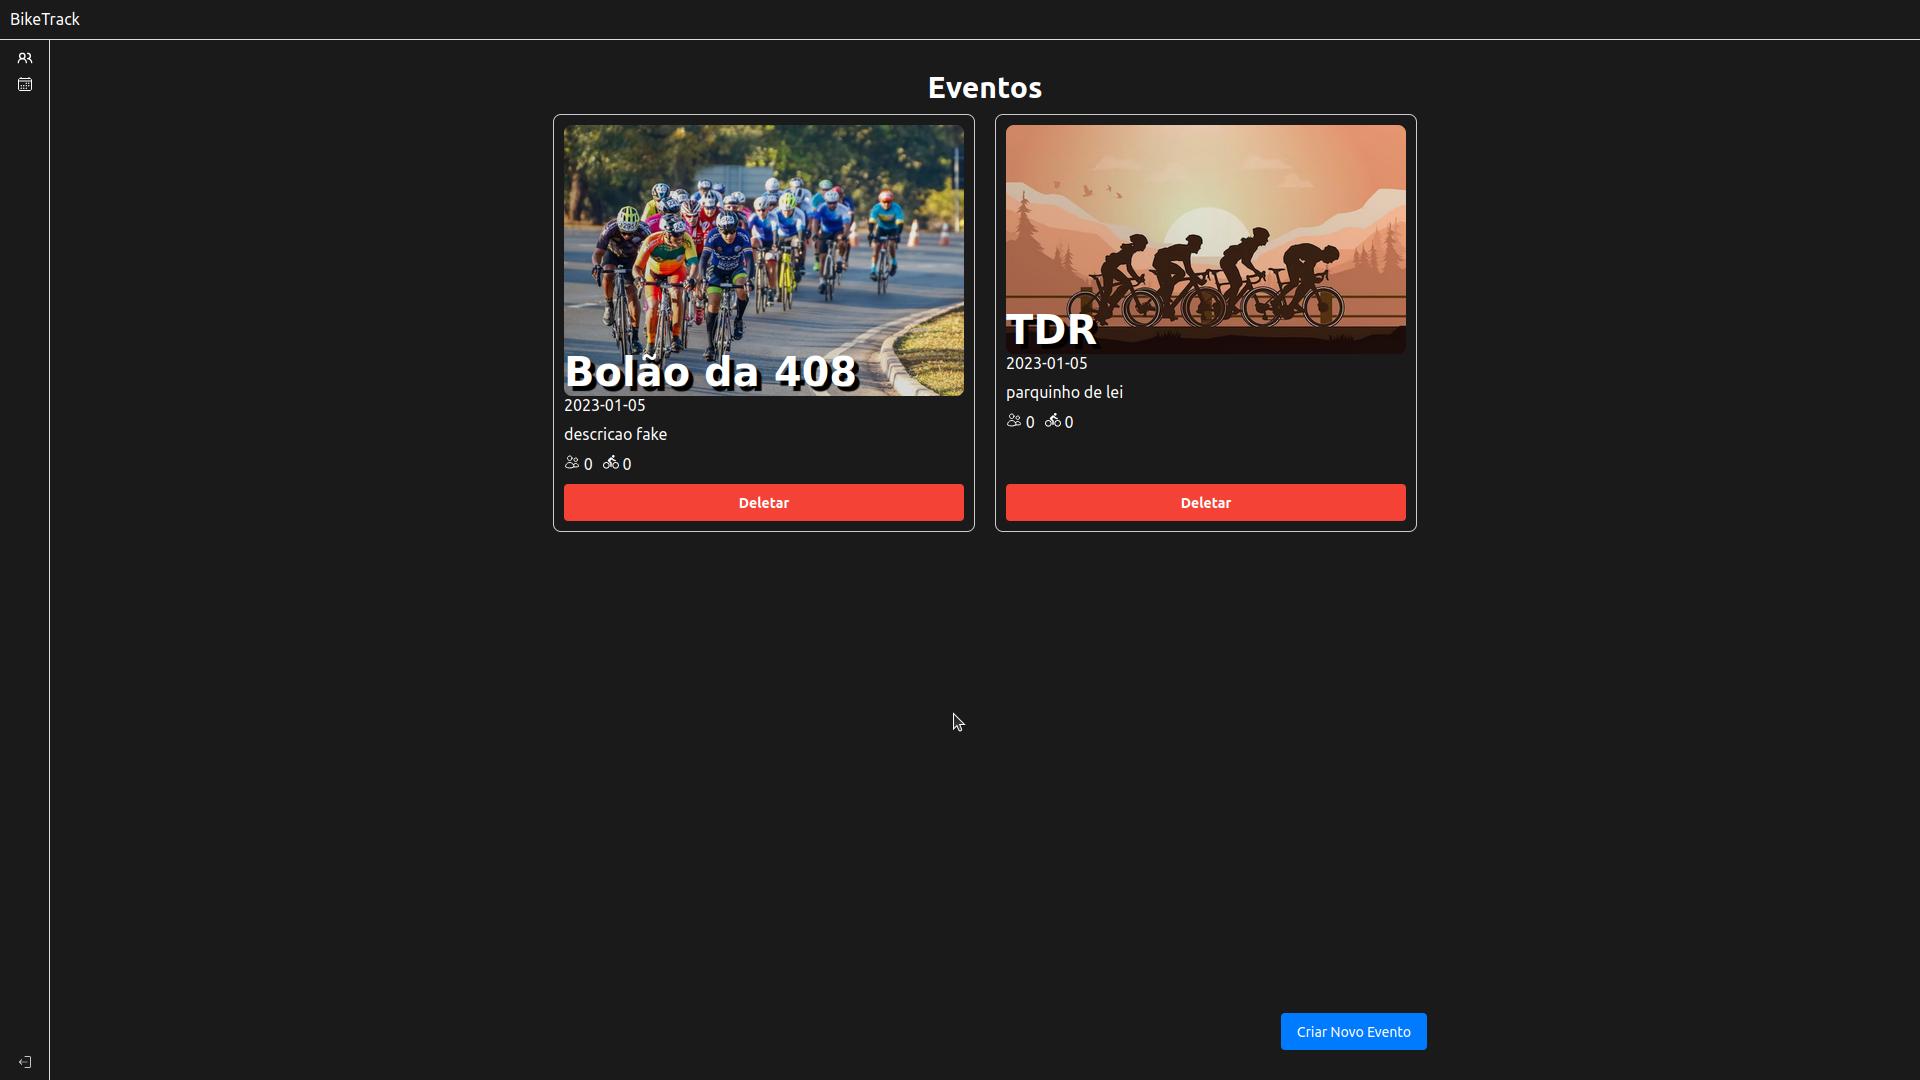 BikeTrack
Eventos
Bolão da 408
2023-01-05
descricao fake
0 0
Deletar
TDR
2023-01-05
parquinho de lei
0 0
Deletar
Criar Novo Evento